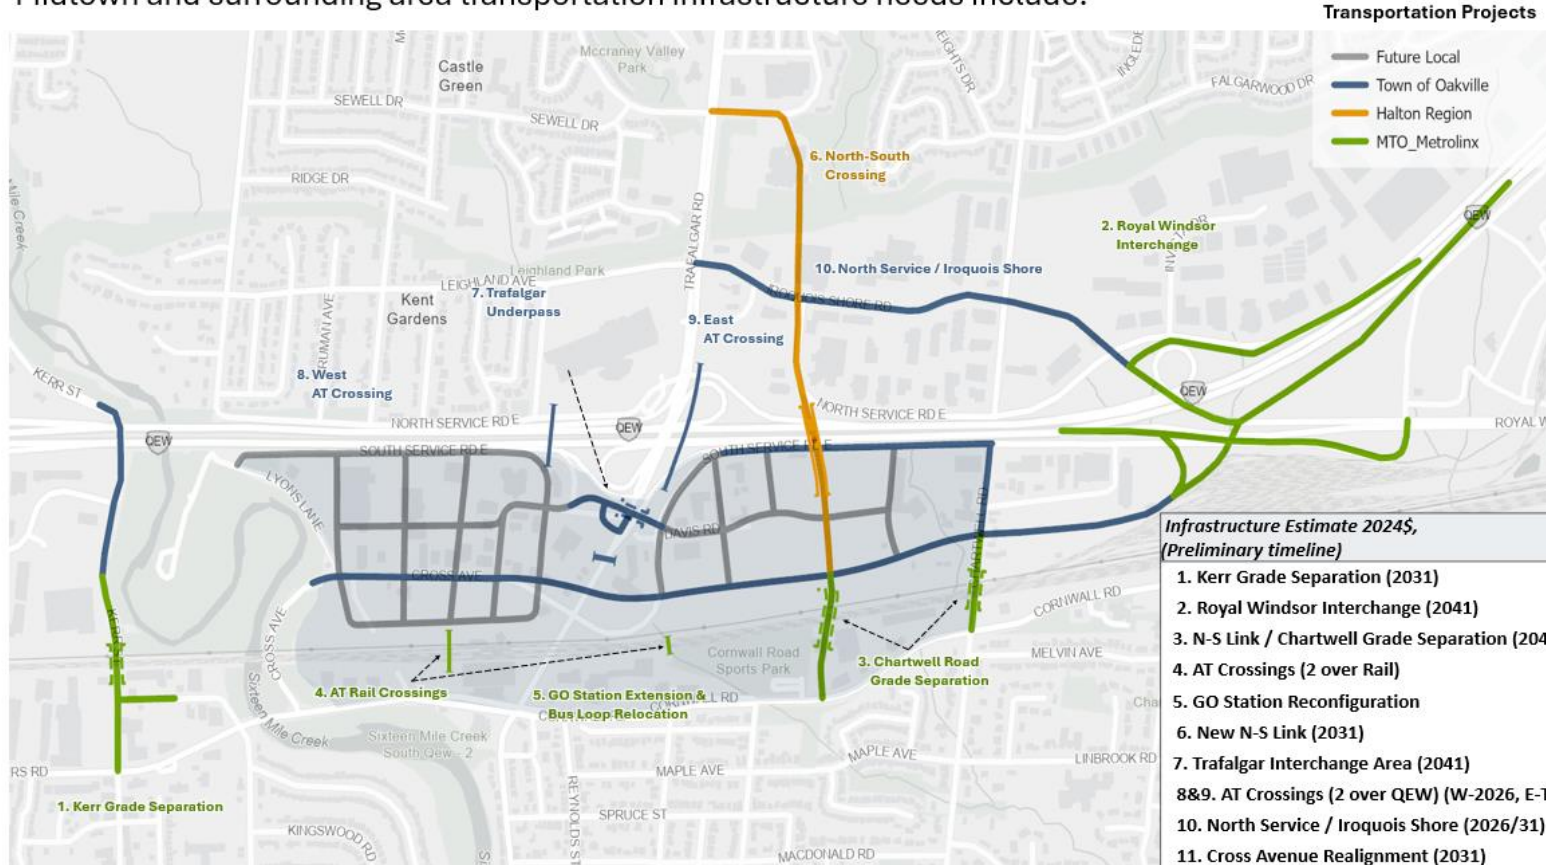 Midtown and surrounding area transportation infrastructure needs include:
Transportation Projects
Future Local
Town of Oakville
Halton Region
MTO_Metrolinx
Mccraney Valley
Park
Castle
Green
SEWELL DR
SEWELL DR
FALGARWOOD DR
6. North-South
Crossing
RIDGE DR
TRAFALGAR RD
QEW
2. Royal Windsor
Interchange
Leighland Park
LEIGHLAND AVE
10. North Service / Iroquois Shore
7. Trafalgar
Underpass
Kent
Gardens
IROQUOIS SHORE RD
9. East
AT Crossing
8. West
AT Crossing
KERR ST
QEW
NORTH SERVICE RD E
NORTH SERVICE RD E
QEW
QEW
ROYAL W
SOUTH SERVICE RD E
SOUTH SERVICE RD E
LYONS LANE
DAVIS RD
CHARTWELL RD
CROSS AVE
CORNWALL RD
KERR ST
CROSS AVE
Cornwall Road
Sports Park
MELVIN AVE
3. Chartwell Road
Grade Separation
4. AT Rail Crossings
5. GO Station Extension &
Bus Loop Relocation
CORNWALL RD
Sixteen Mile Creek
Sixteen Mile Creek
South Qew - 2
MAPLE AVE
LINBROOK RD
RS RD
MAPLE AVE
1. Kerr Grade Separation
REYNOLDS ST
SPRUCE ST
KINGSWOOD RD
MACDONALD RD
Infrastructure Estimate 2024$,
(Preliminary timeline)
1. Kerr Grade Separation (2031)
2. Royal Windsor Interchange (2041)
3. N-S Link / Chartwell Grade Separation (204
4. AT Crossings (2 over Rail)
5. GO Station Reconfiguration
6. New N-S Link (2031)
7. Trafalgar Interchange Area (2041)
8&9. AT Crossings (2 over QEW) (W-2026, E-T
10. North Service / Iroquois Shore (2026/31)
11. Cross Avenue Realignment (2031)